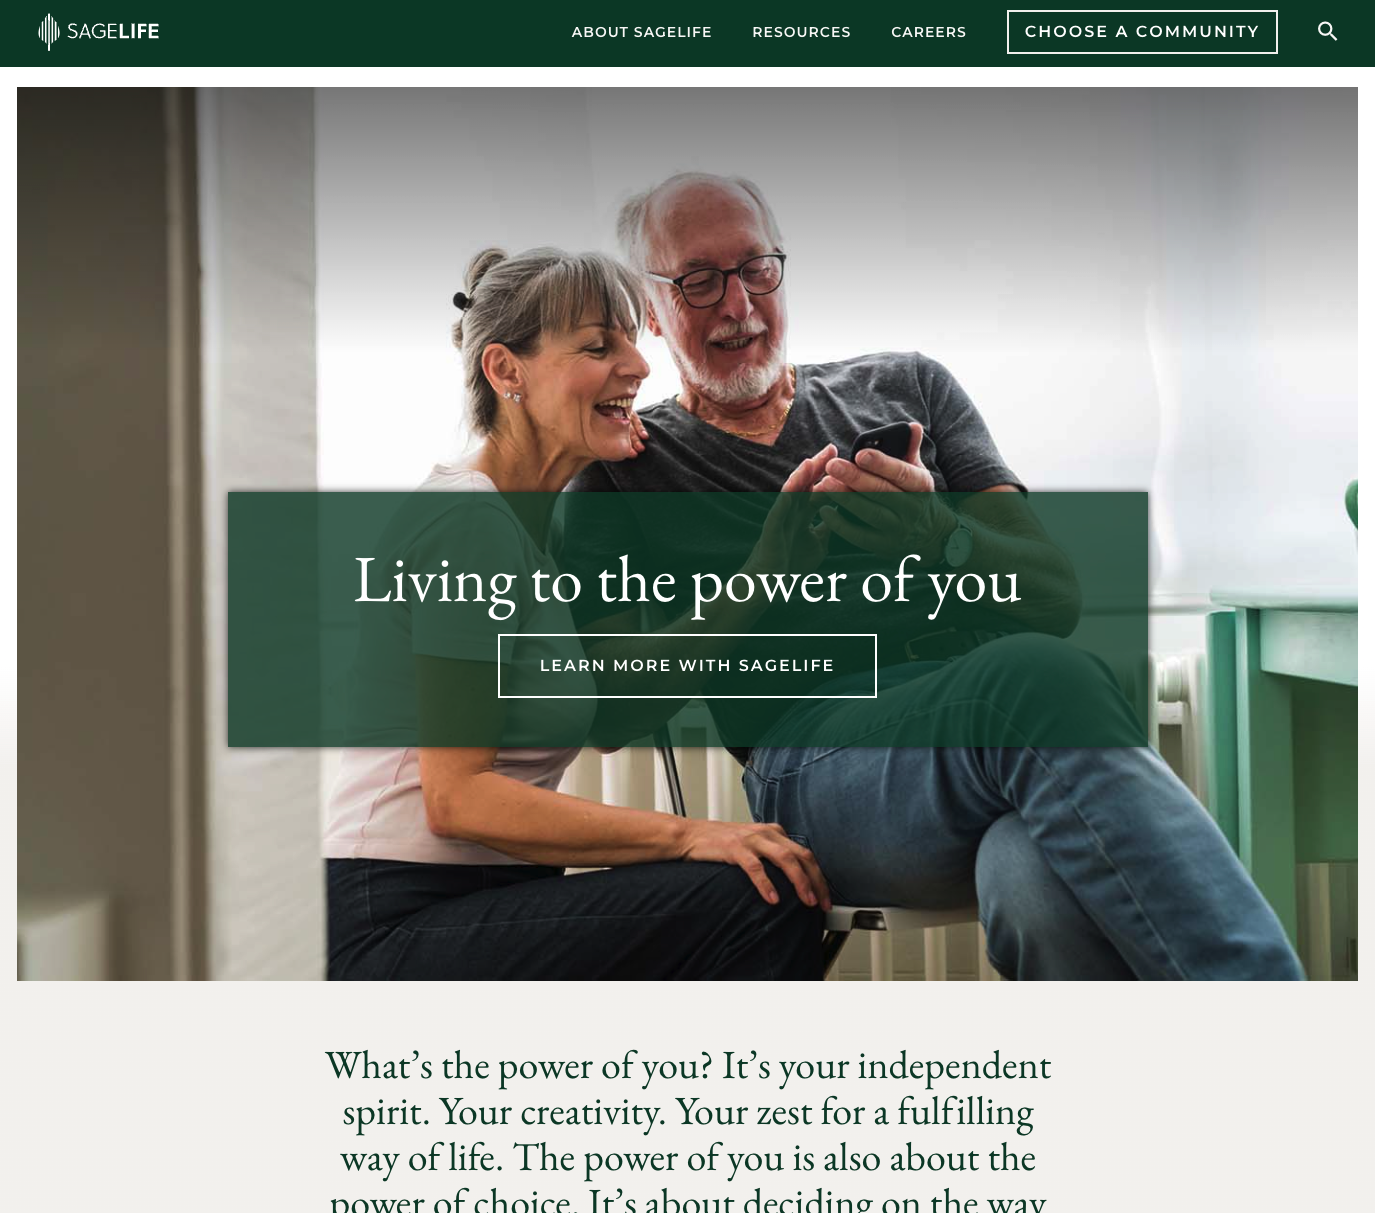 SAGELIFE
ABOUT SAGELIFE
RESOURCES
CAREERS
CHOOSE A COMMUNITY
Living to the power of you
LEARN MORE WITH SAGELIFE
What’s the power of you? It’s your independent
spirit. Your creativity. Your zest for a fulfilling
way of life. The power of you is also about the
power of choice. It’s about deciding on the way